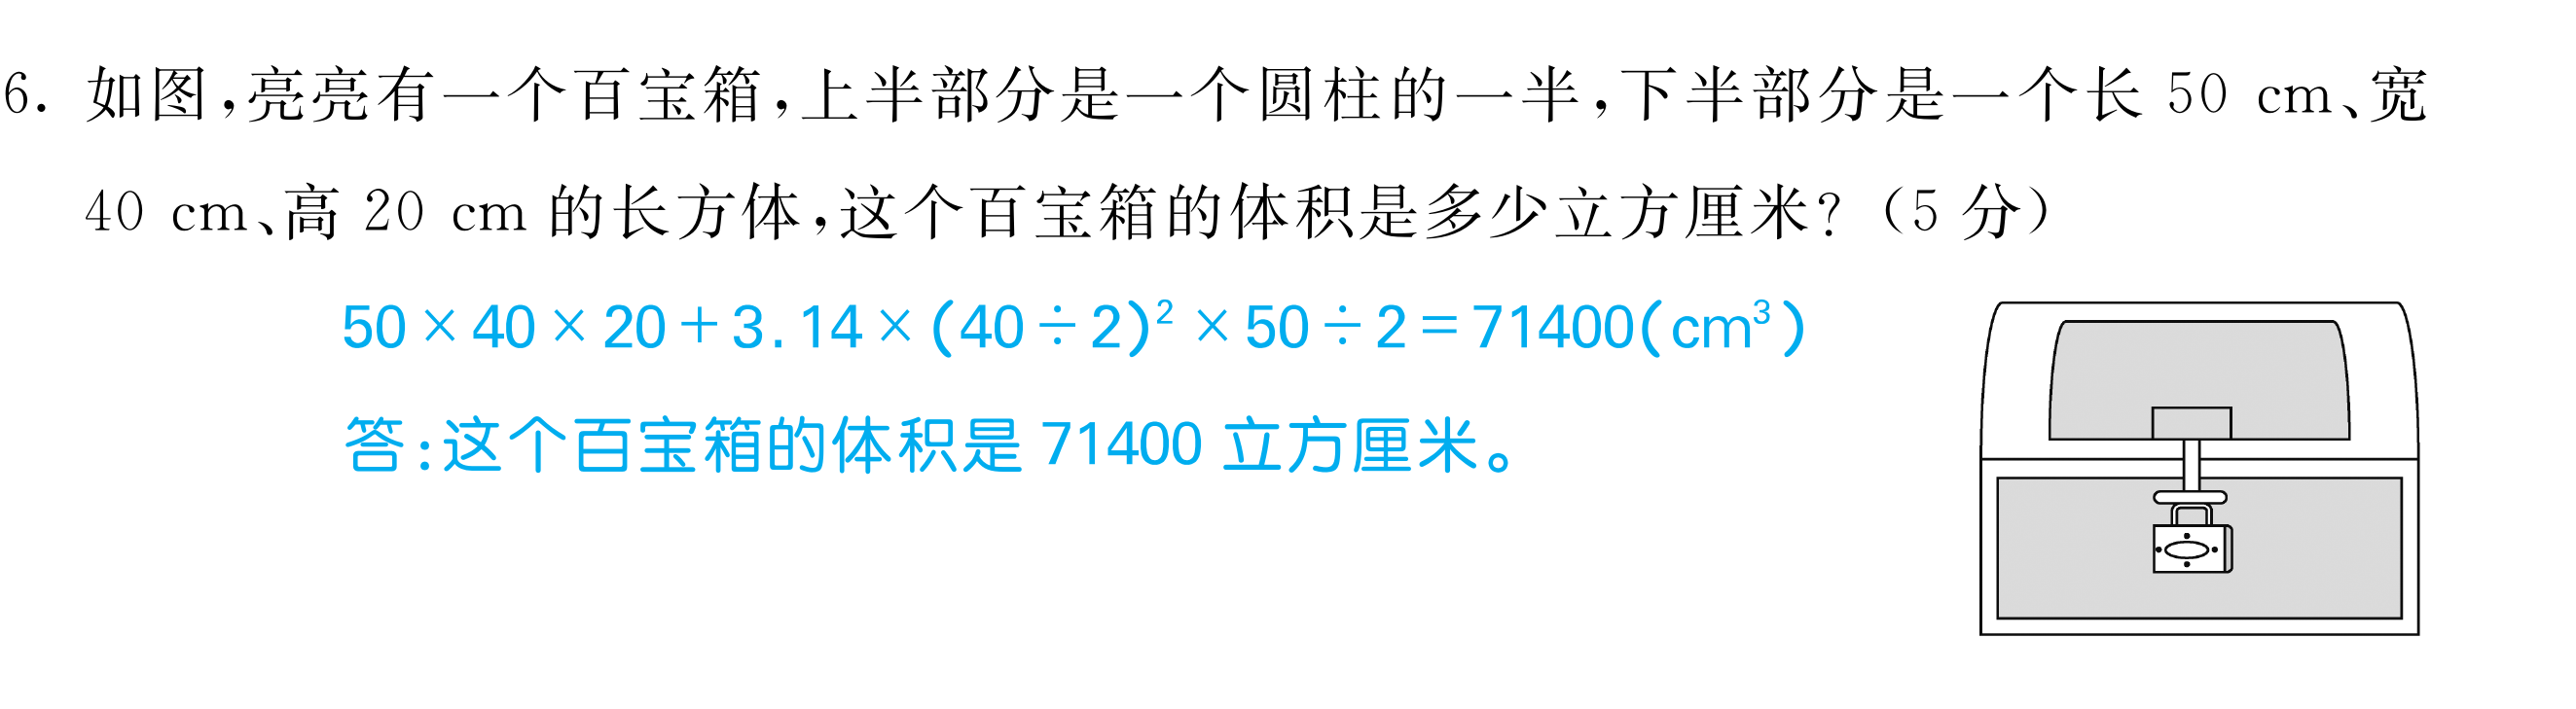 6. 如图,亮亮有一个百宝箱,上半部分是一个圆柱的一半,下半部分是一个长 50 cm、宽
40 cm、高 20 cm 的长方体,这个百宝箱的体积是多少立方厘米?(5 分)
50×40×20+3.14×(40÷2)²×50÷2=71400(cm³)
答:这个百宝箱的体积是 71400 立方厘米。